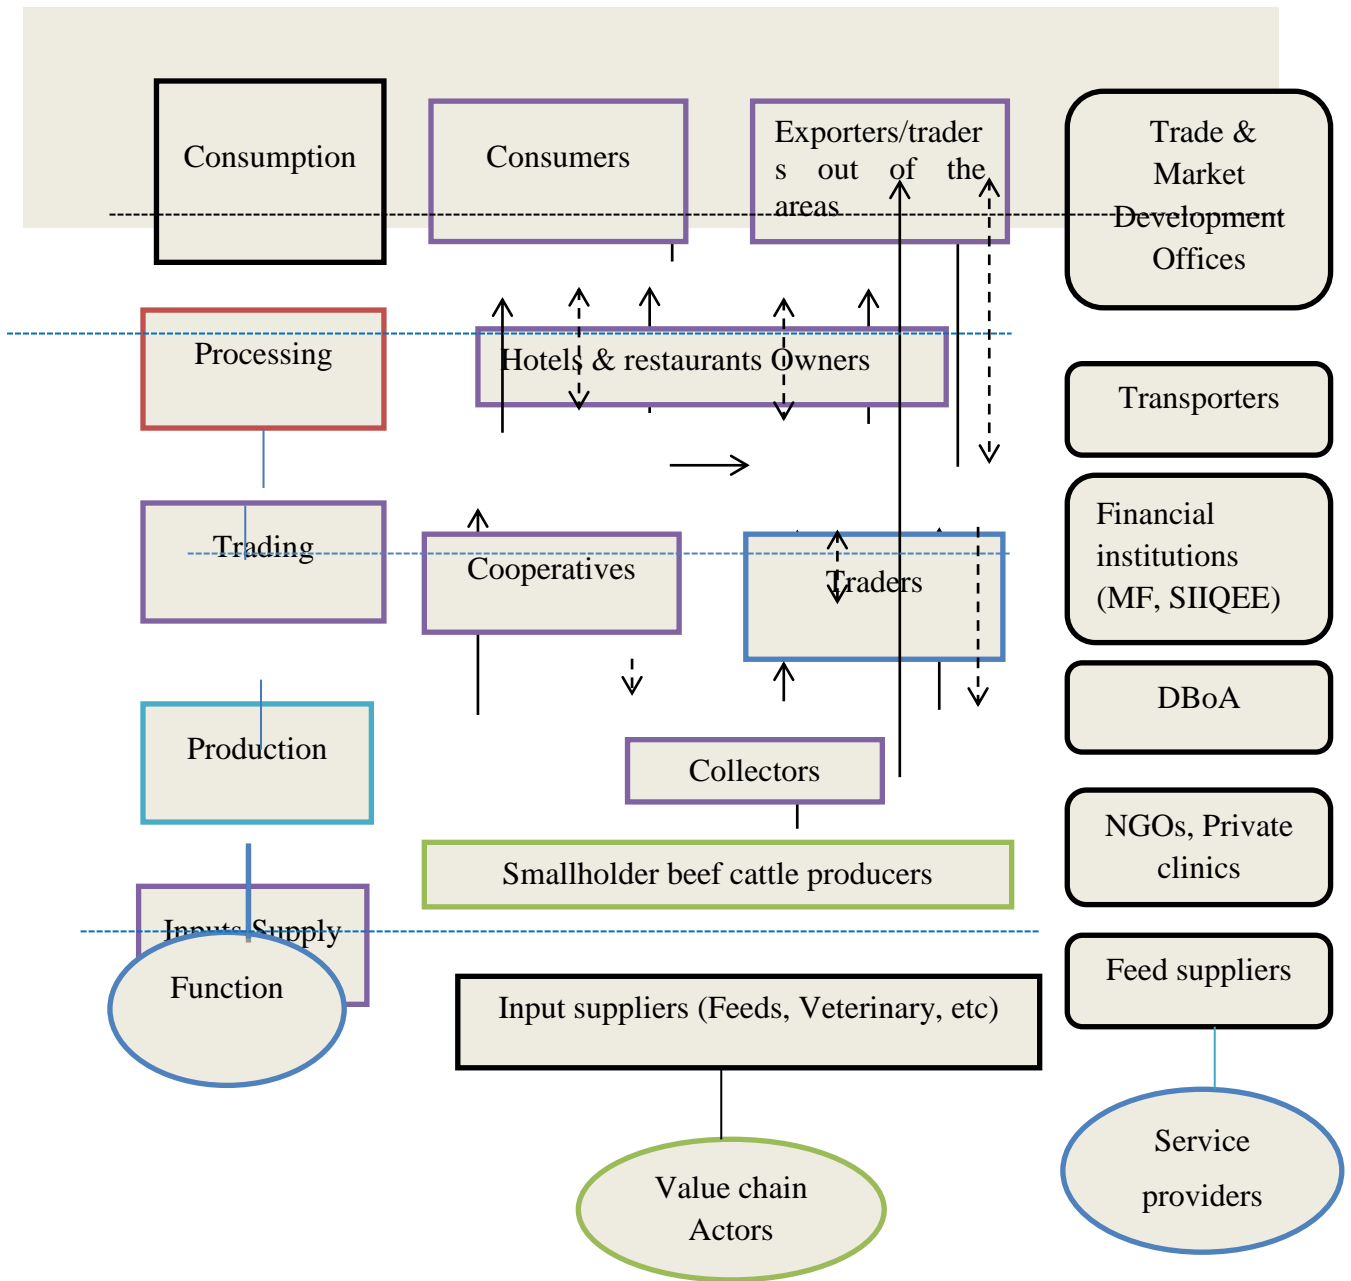 Consumption
Consumers
Exporters/trader
s out of the
areas
Trade &
Market
Development
Offices
Processing
Hotels & restaurants Owners
Transporters
Trading
Cooperatives
Traders
Financial
institutions
(MF, SIIQEE)
DBoA
Production
Collectors
NGOs, Private
clinics
Smallholder beef cattle producers
Inputs Supply
Function
Input suppliers (Feeds, Veterinary, etc)
Feed suppliers
Value chain
Actors
Service
providers